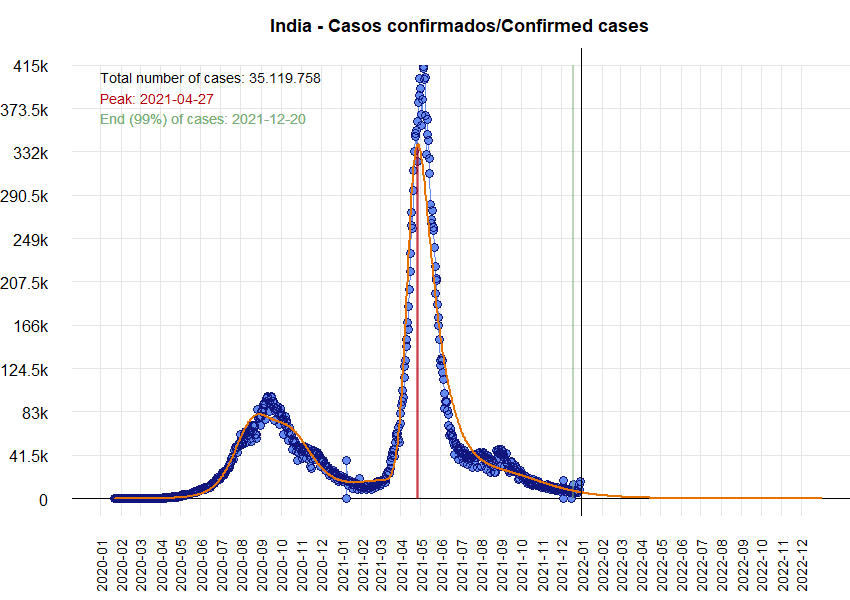 India - Casos confirmados/Confirmed cases
415k
Total number of cases: 35.119.758
Peak: 2021-04-27
373.5k
End (99%) of cases: 2021-12-20
332k
290.5k
249k
207.5k
166k
124.5k
83k
41.5k
0
2020-01
2020-02
2020-03
2020-04
2020-05
2020-06
2020-07
2020-08
2020-09
2020-10
2020-11
2020-12
2021-01
2021-02
2021-03
2021-04
2021-05
2021-06
2021-07
2021-08
2021-09
2021-10
2021-11
2021-12
2022-01
2022-02
2022-03
2022-04
2022-05
2022-06
2022-07
2022-08
2022-09
2022-10
2022-11
2022-12